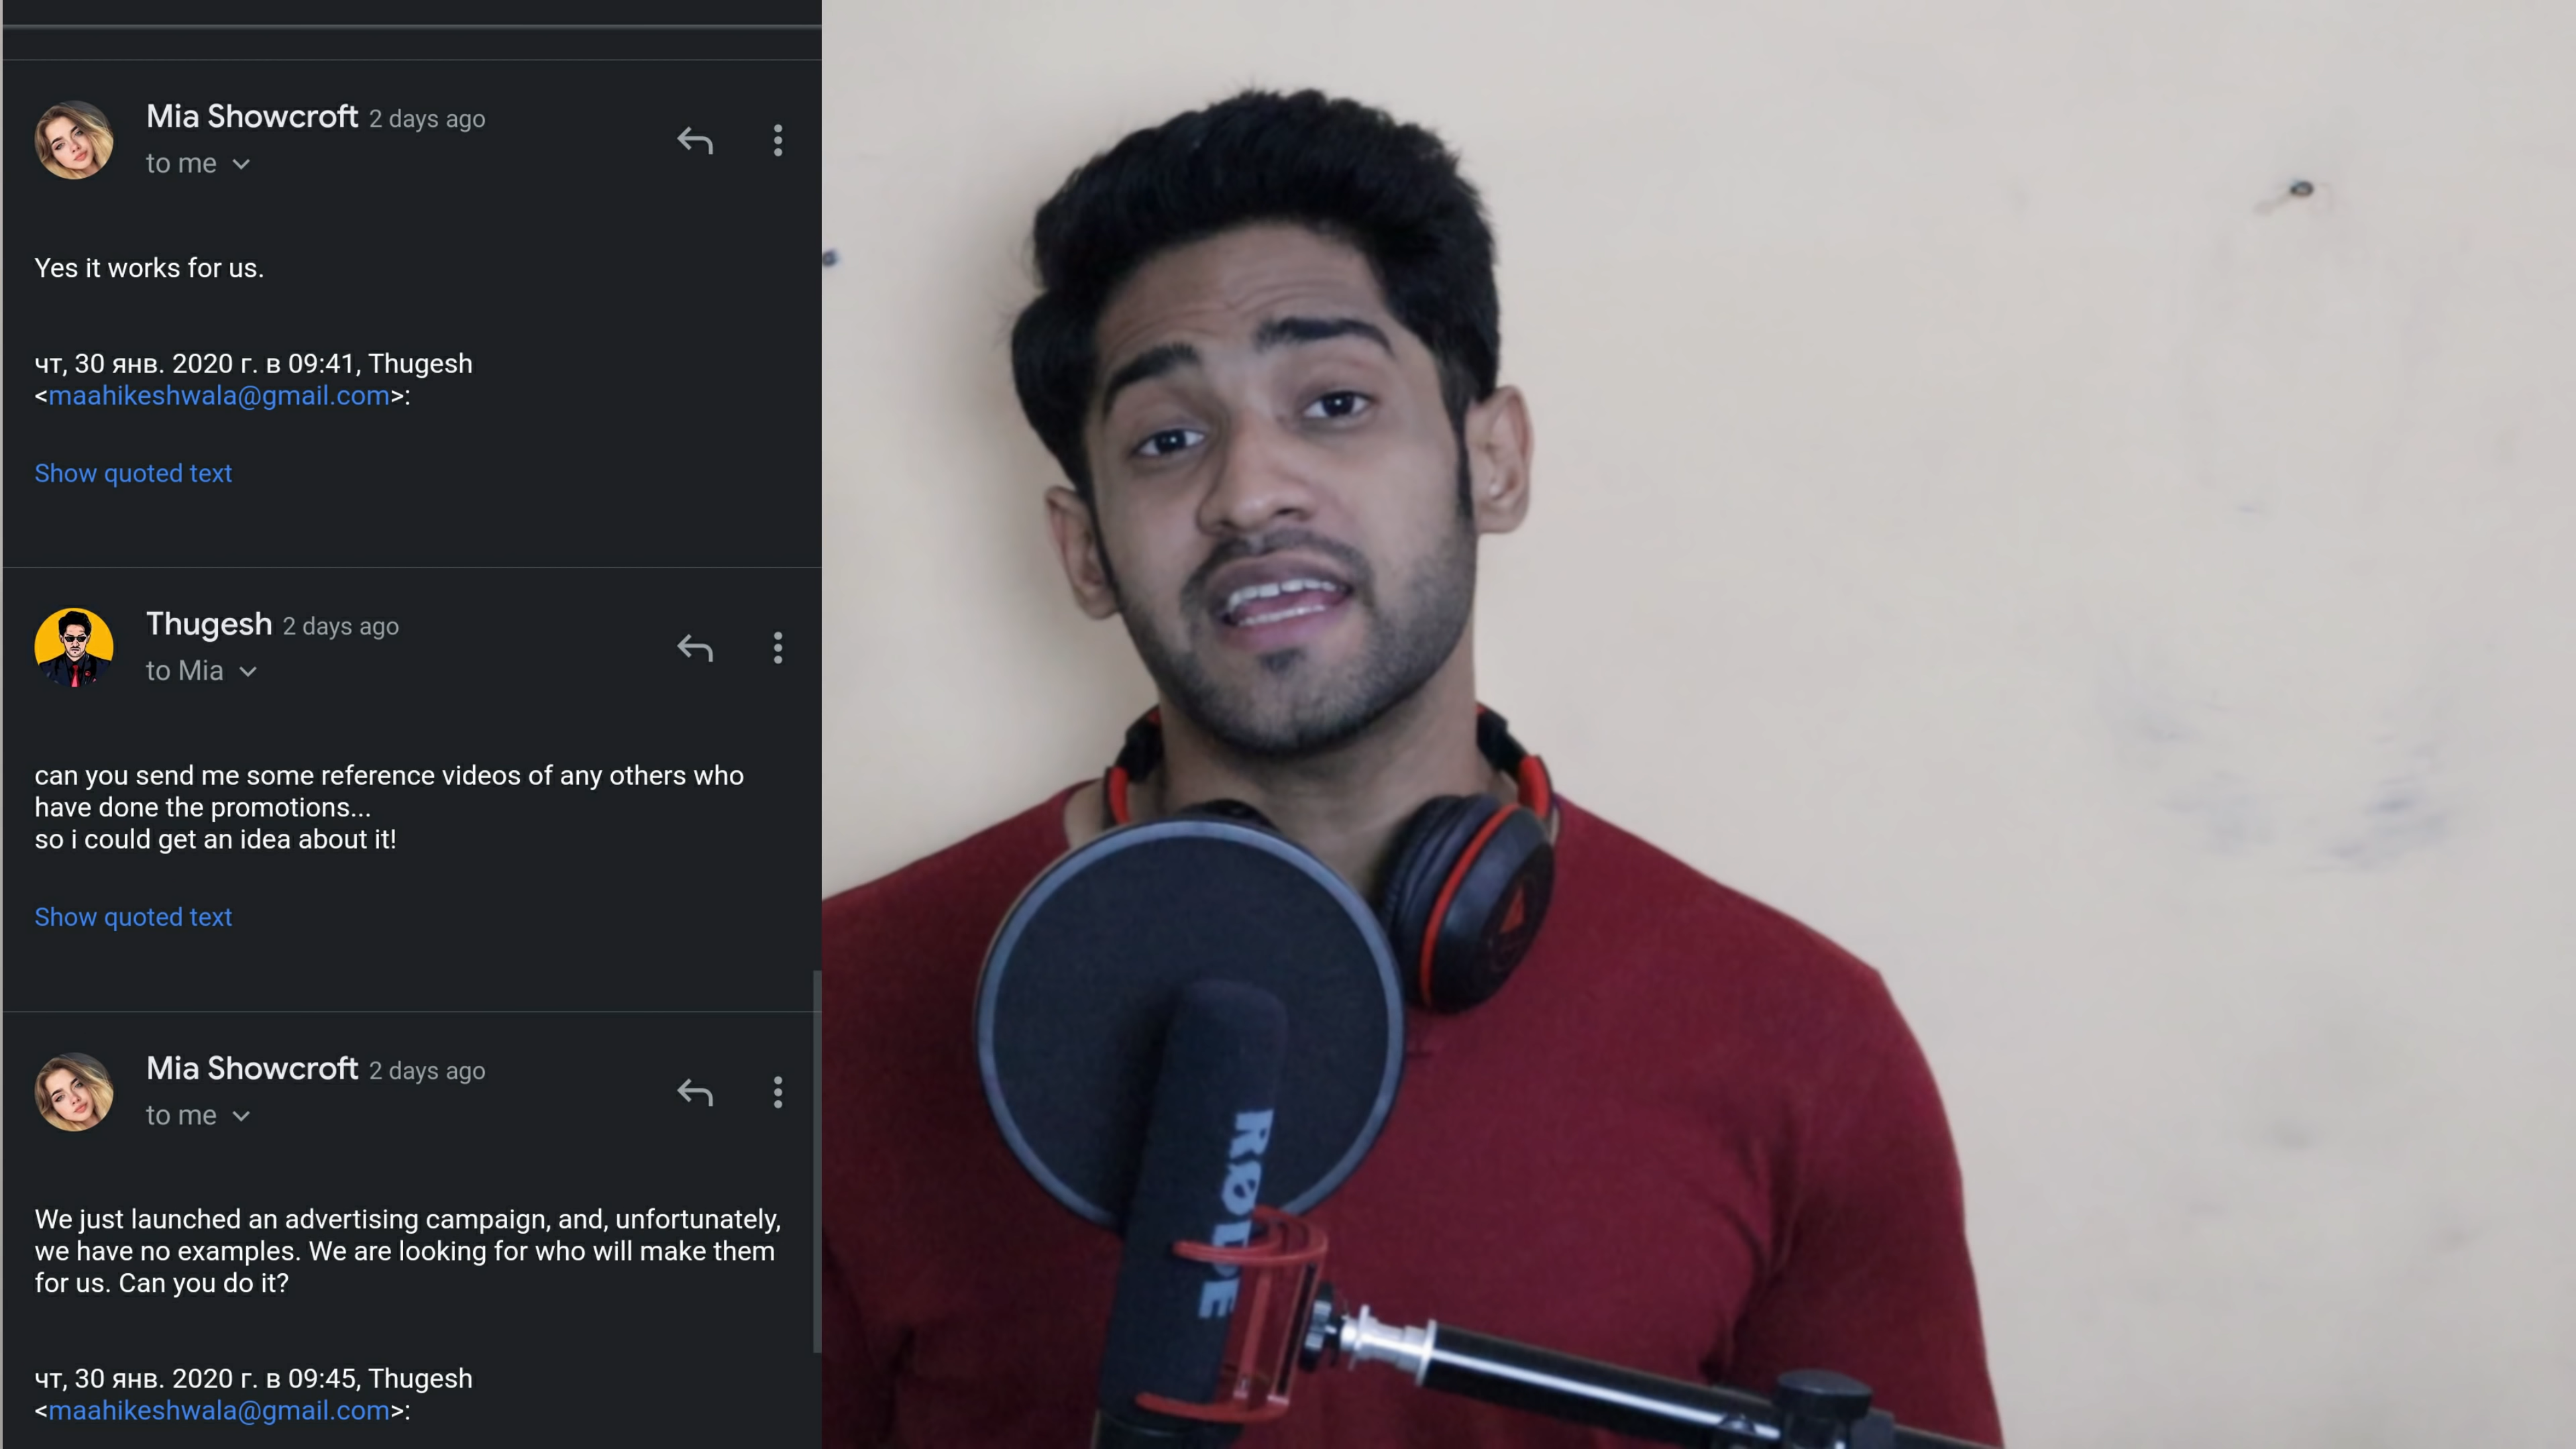 Mia Showcroft 2 days ago
to me
Yes it works for us.
чт, 30 янв. 2020 г. в 09:41, Thugesh
<maahikeshwala@gmail.com>:
Show quoted text
Thugesh 2 days ago
to Mia
can you send me some reference videos of any others who
have done the promotions...
so i could get an idea about it!
Show quoted text
Mia Showcroft 2 days ago
to me
We just launched an advertising campaign, and, unfortunately,
we have no examples. We are looking for who will make them
for us. Can you do it?
чт, 30 янв. 2020 г. в 09:45, Thugesh
<maahikeshwala@gmail.com>:
RØDE